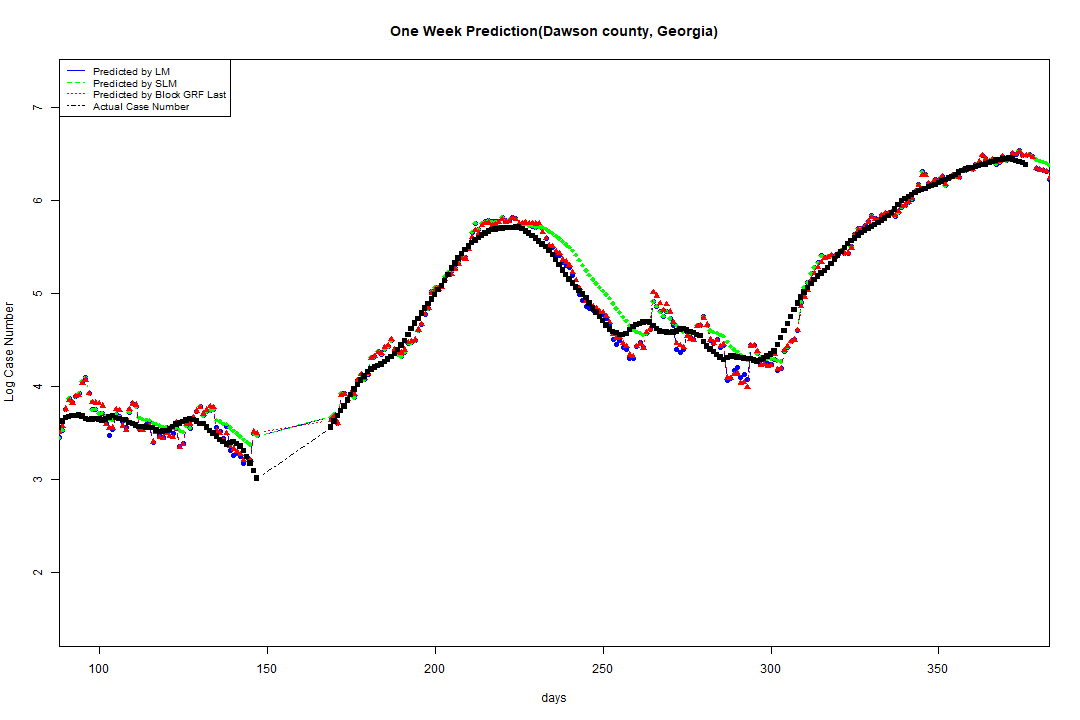 One Week Prediction(Dawson county, Georgia)
Predicted by LM
Predicted by SLM
Predicted by Block GRF Last
Actual Case Number
7
6
5
4
3
2
Log Case Number
100 150 200 250 300 350
days